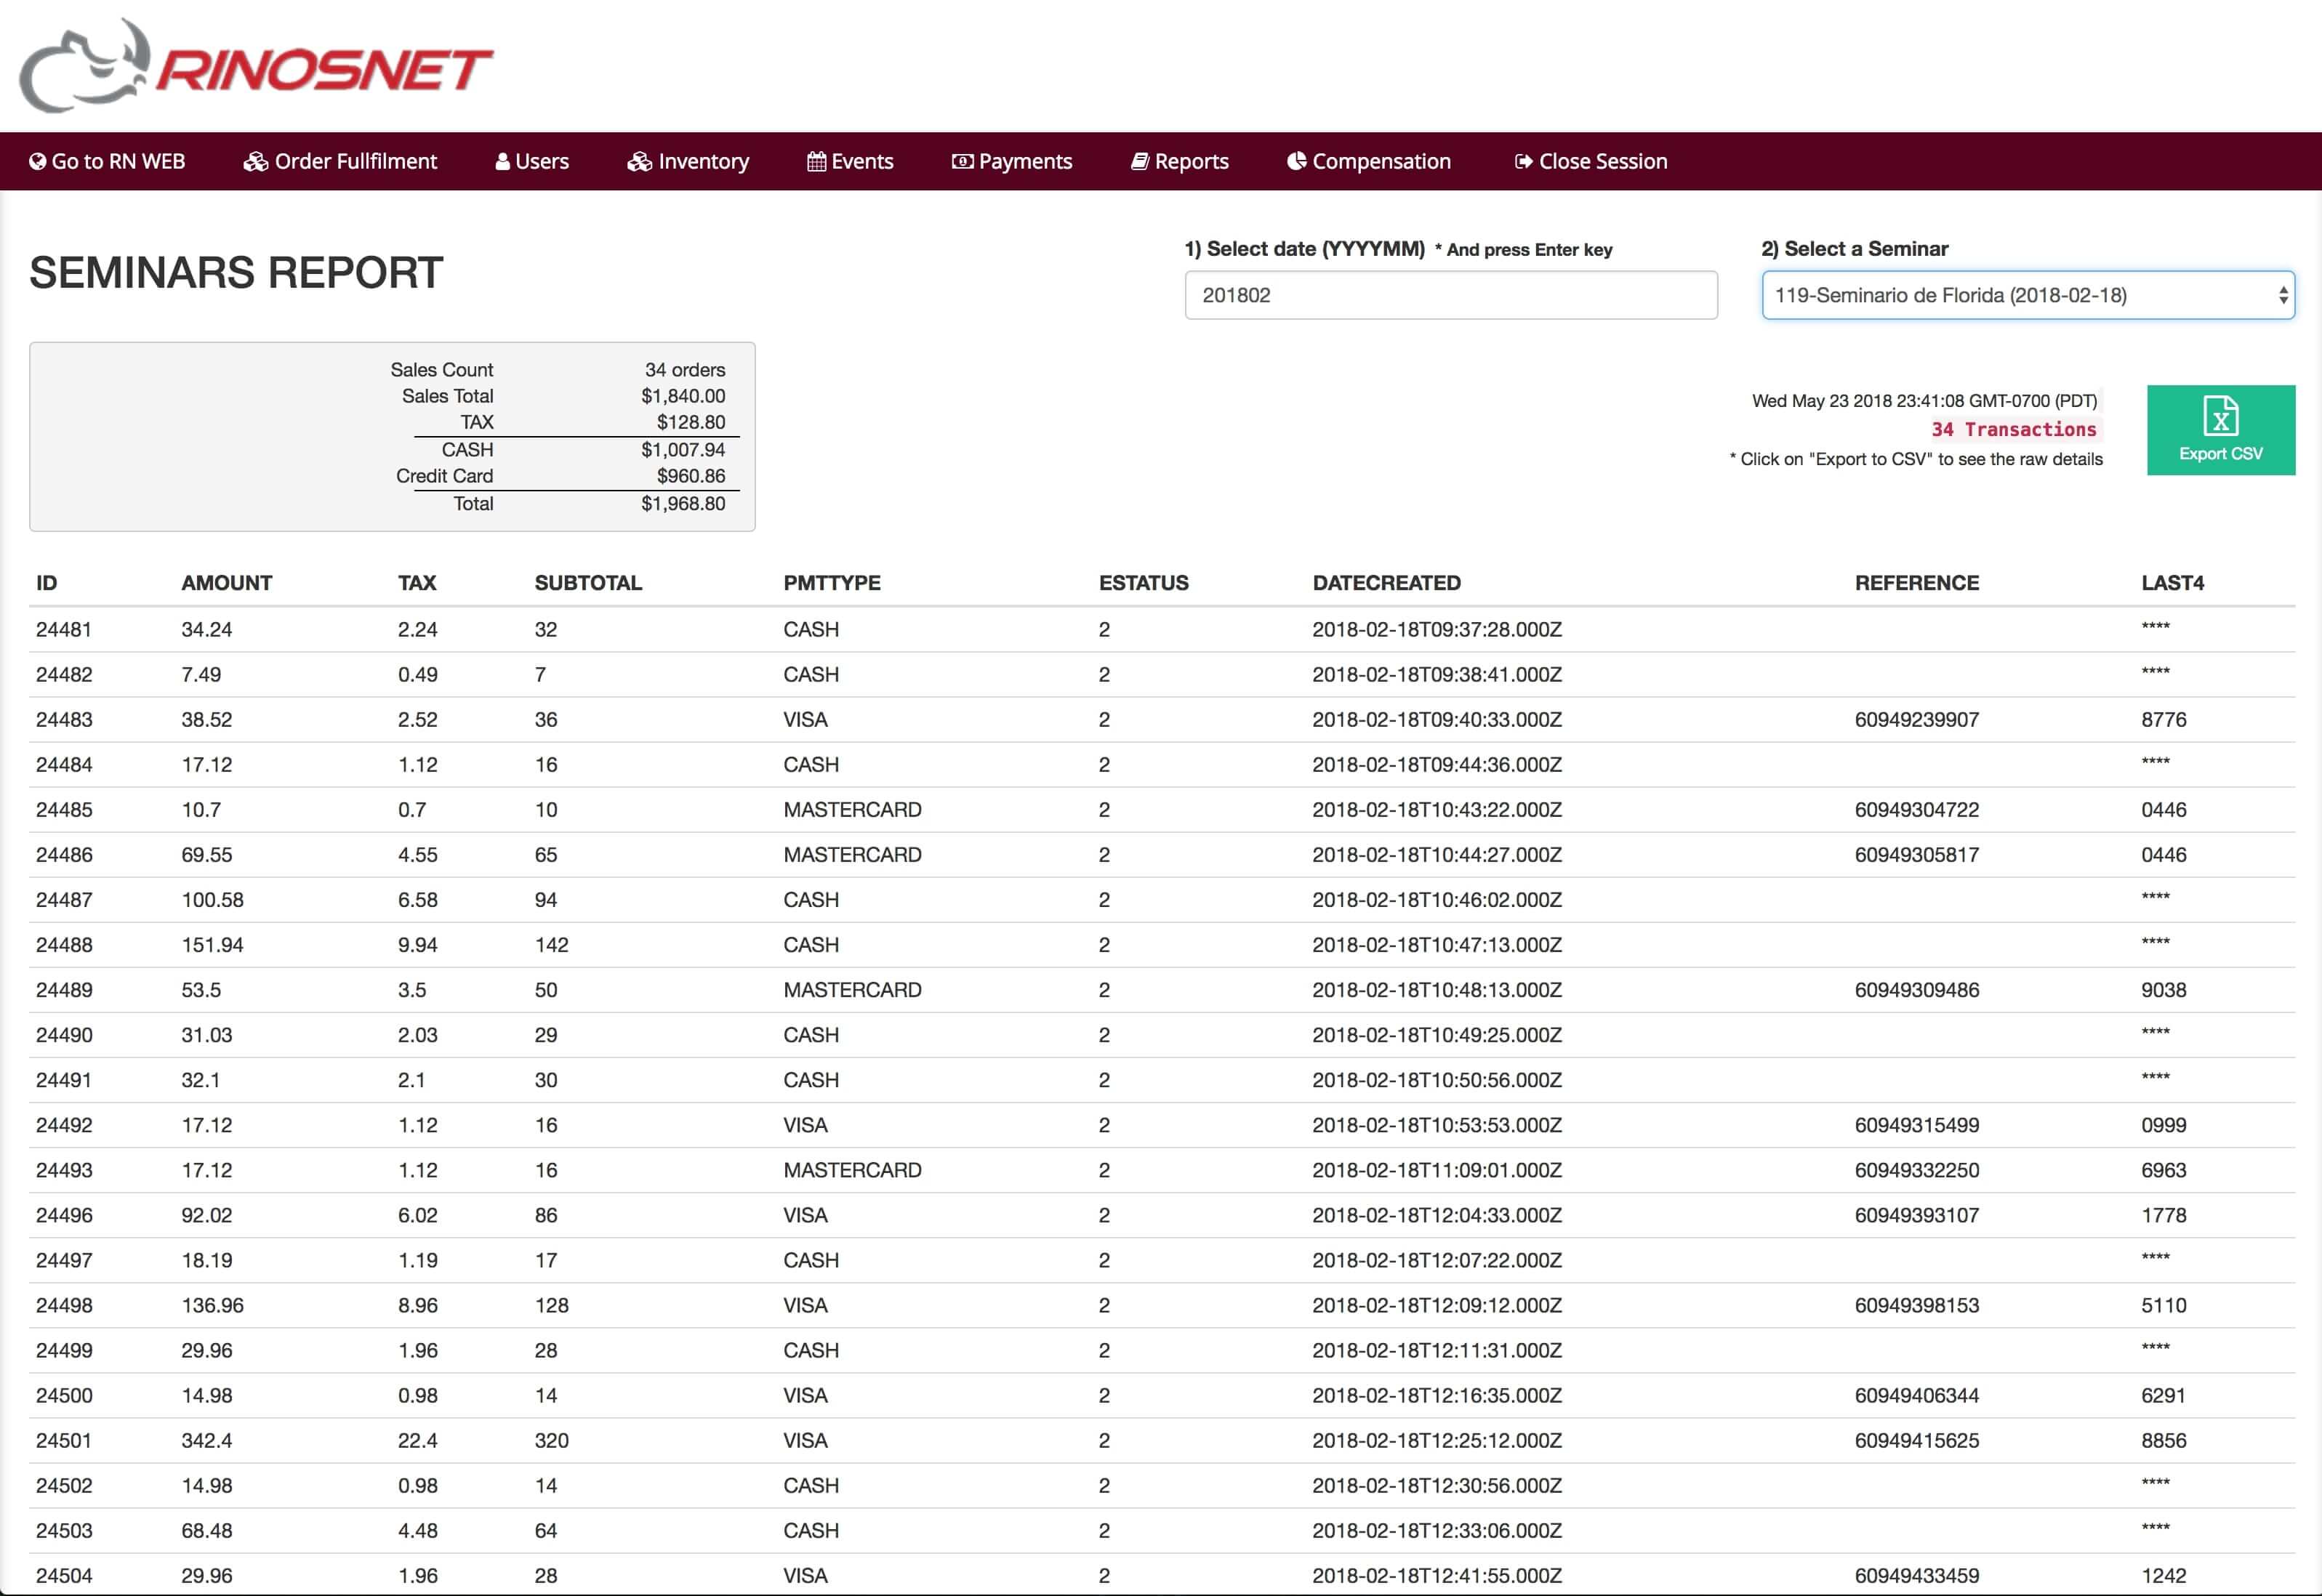 RINOSNET
Go to RN WEB Order Fullfilment Users Inventory Events Payments Reports Compensation Close Session
SEMINARS REPORT
1) Select date (YYYYMM) * And press Enter key
201802
2) Select a Seminar
119-Seminario de Florida (2018-02-18)
Sales Count 34 orders
Sales Total $1,840.00
TAX $128.80
CASH $1,007.94
Credit Card $960.86
Total $1,968.80
Wed May 23 2018 23:41:08 GMT-0700 (PDT)
34 Transactions
* Click on "Export to CSV" to see the raw details
X
Export CSV
ID AMOUNT TAX SUBTOTAL PMTTYPE ESTATUS DATECREATED REFERENCE LAST4
24481 34.24 2.24 32 CASH 2 2018-02-18T09:37:28.000Z ****
24482 7.49 0.49 7 CASH 2 2018-02-18T09:38:41.000Z ****
24483 38.52 2.52 36 VISA 2 2018-02-18T09:40:33.000Z 60949239907 8776
24484 17.12 1.12 16 CASH 2 2018-02-18T09:44:36.000Z ****
24485 10.7 0.7 10 MASTERCARD 2 2018-02-18T10:43:22.000Z 60949304722 0446
24486 69.55 4.55 65 MASTERCARD 2 2018-02-18T10:44:27.000Z 60949305817 0446
24487 100.58 6.58 94 CASH 2 2018-02-18T10:46:02.000Z ****
24488 151.94 9.94 142 CASH 2 2018-02-18T10:47:13.000Z ****
24489 53.5 3.5 50 MASTERCARD 2 2018-02-18T10:48:13.000Z 60949309486 9038
24490 31.03 2.03 29 CASH 2 2018-02-18T10:49:25.000Z ****
24491 32.1 2.1 30 CASH 2 2018-02-18T10:50:56.000Z ****
24492 17.12 1.12 16 VISA 2 2018-02-18T10:53:53.000Z 60949315499 0999
24493 17.12 1.12 16 MASTERCARD 2 2018-02-18T11:09:01.000Z 60949332250 6963
24496 92.02 6.02 86 VISA 2 2018-02-18T12:04:33.000Z 60949393107 1778
24497 18.19 1.19 17 CASH 2 2018-02-18T12:07:22.000Z ****
24498 136.96 8.96 128 VISA 2 2018-02-18T12:09:12.000Z 60949398153 5110
24499 29.96 1.96 28 CASH 2 2018-02-18T12:11:31.000Z ****
24500 14.98 0.98 14 VISA 2 2018-02-18T12:16:35.000Z 60949406344 6291
24501 342.4 22.4 320 VISA 2 2018-02-18T12:25:12.000Z 60949415625 8856
24502 14.98 0.98 14 CASH 2 2018-02-18T12:30:56.000Z ****
24503 68.48 4.48 64 CASH 2 2018-02-18T12:33:06.000Z ****
24504 29.96 1.96 28 VISA 2 2018-02-18T12:41:55.000Z 60949433459 1242